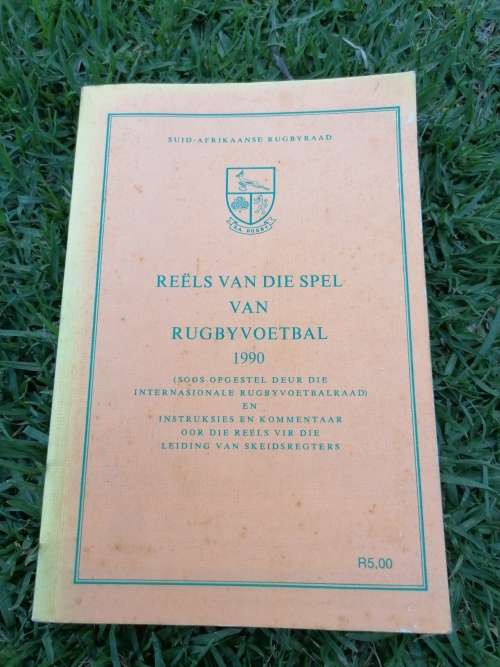 SUID-AFRIKAANSE RUGBYRAAD
S.A. RUGBY
REËLS VAN DIE SPEL
VAN
RUGBYVOETBAL
1990
(SOOS OPGESTEL DEUR DIE
INTERNASIONALE RUGBYVOETBALRAAD)
EN
INSTRUKSIES EN KOMMENTAAR
OOR DIE REËLS VIR DIE
LEIDING VAN SKEIDSREGTERS
R5,00